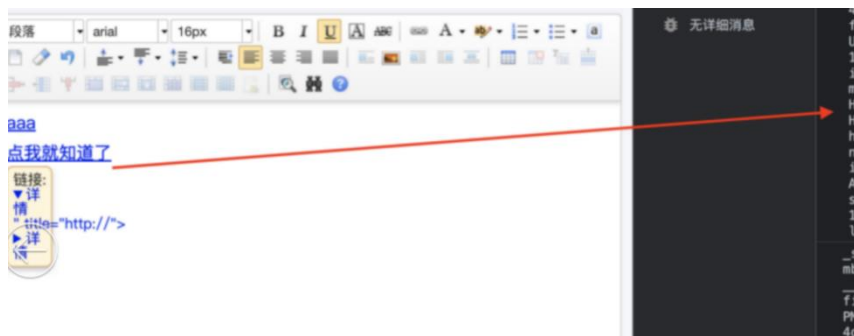 段落 arial 16px B I U A ABC A a
aaa
点我就知道了
链接:
▼详
情
" title="http://">
▶详
情
无详细消息